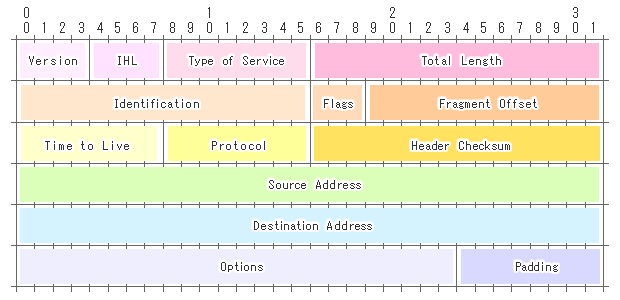 0 1 2 3
0 1 2 3 4 5 6 7 8 9 0 1 2 3 4 5 6 7 8 9 0 1 2 3 4 5 6 7 8 9 0 1
Version IHL Type of Service Total Length
Identification Flags Fragment Offset
Time to Live Protocol Header Checksum
Source Address
Destination Address
Options Padding